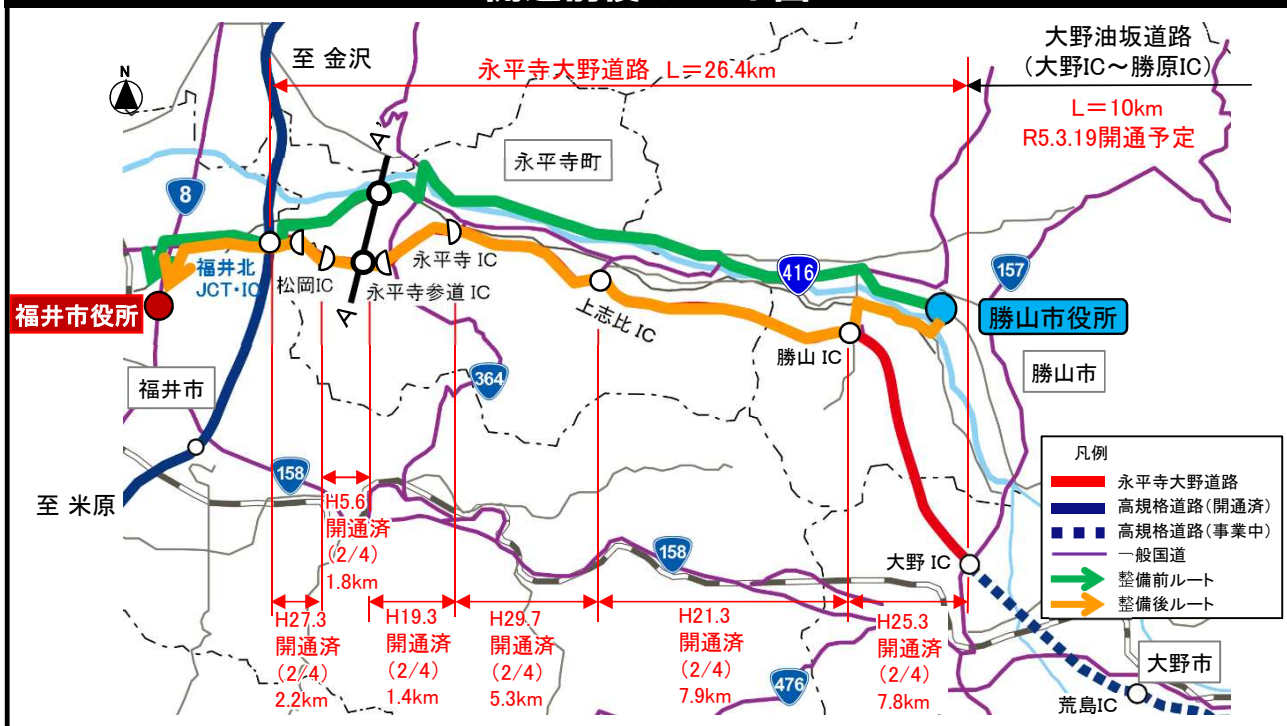 至 金沢
大野油坂道路
(大野IC~勝原IC)
永平寺大野道路 L=26.4km
L=10km
R5.3.19開通予定
N
A'
永平寺町
8
416
157
福井北
JCT・IC
松岡IC
永平寺 IC
永平寺参道 IC
A
上志比 IC
勝山 IC
福井市役所
勝山市役所
福井市
364
勝山市
158
至 米原
H5.6
開通済
(2/4)
1.8km
158
大野 IC
凡例
永平寺大野道路
高規格道路(開通済)
高規格道路(事業中)
一般国道
整備前ルート
整備後ルート
H27.3
開通済
(2/4)
2.2km
H19.3
開通済
(2/4)
1.4km
H29.7
開通済
(2/4)
5.3km
H21.3
開通済
(2/4)
7.9km
H25.3
開通済
(2/4)
7.8km
476
大野市
荒島IC